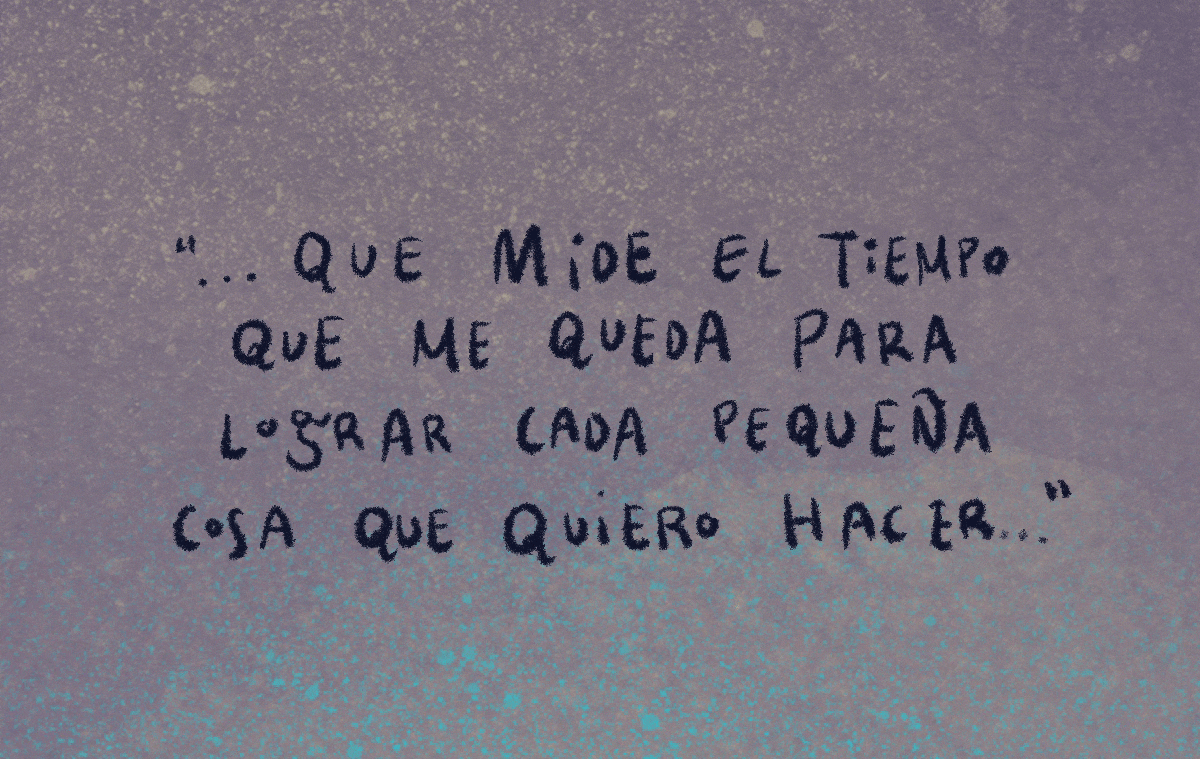 "... QUE MiDE EL TiEMPo
QUE ME QUEDA PARA
LogRAR CADA PEQUEÑA
CoSA QUE QUiERo HACER..."